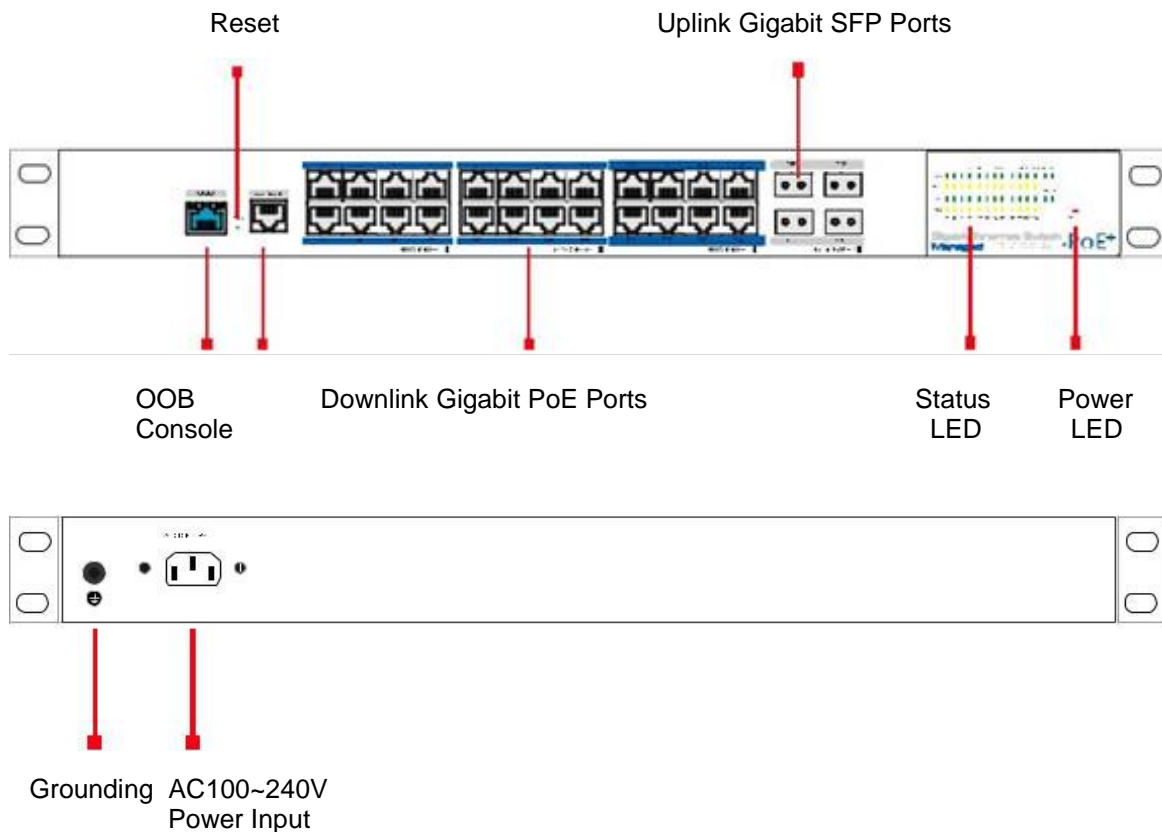 Reset
Uplink Gigabit SFP Ports
Managed
PoE+
OOB
Console
Downlink Gigabit PoE Ports
Status
LED
Power
LED
Grounding
AC100~240V
Power Input